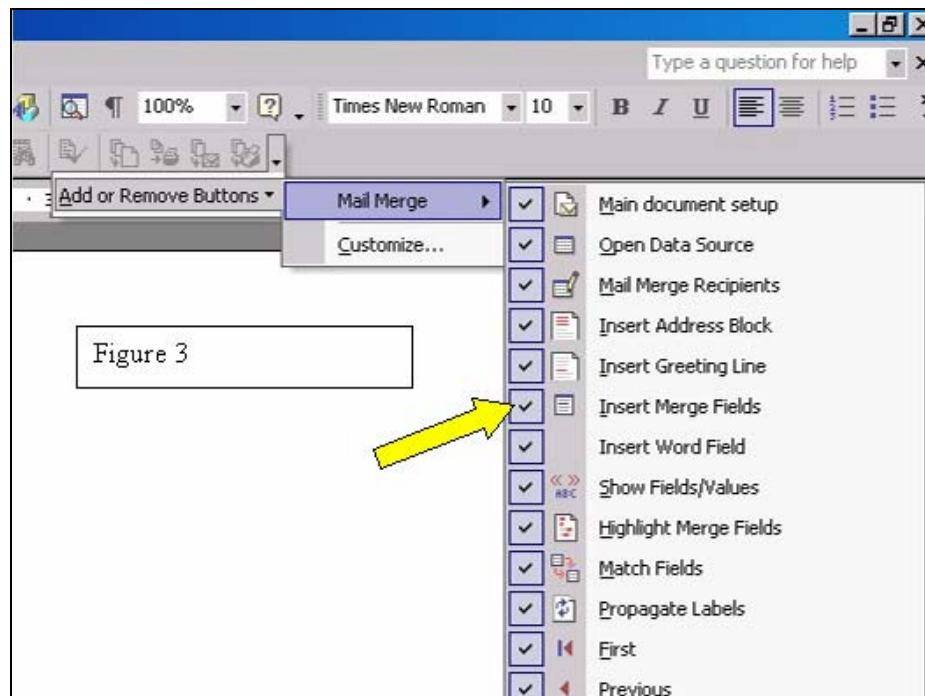 Type a question for help
100% Times New Roman 10 B I U
Add or Remove Buttons
Mail Merge
Customize...
Main document setup
Open Data Source
Mail Merge Recipients
Insert Address Block
Figure 3
Insert Greeting Line
Insert Merge Fields
Insert Word Field
« » ABC Show Fields/Values
Highlight Merge Fields
Match Fields
Propagate Labels
First
Previous